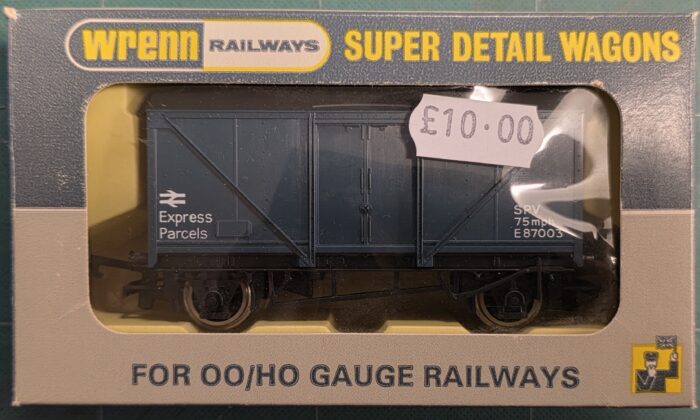 wrenn RAILWAYS SUPER DETAIL WAGONS
£10.00
Express
Parcels
SPV
75mph
E87003
FOR OO/HO GAUGE RAILWAYS